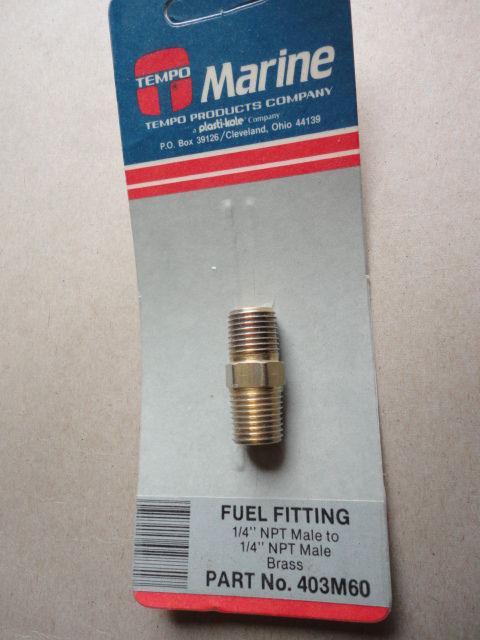 TEMPO
Marine
TEMPO PRODUCTS COMPANY
a plasti-kote Company
P.O. Box 39126/Cleveland, Ohio 44139
FUEL FITTING
1/4" NPT Male to
1/4" NPT Male
Brass
PART No. 403M60